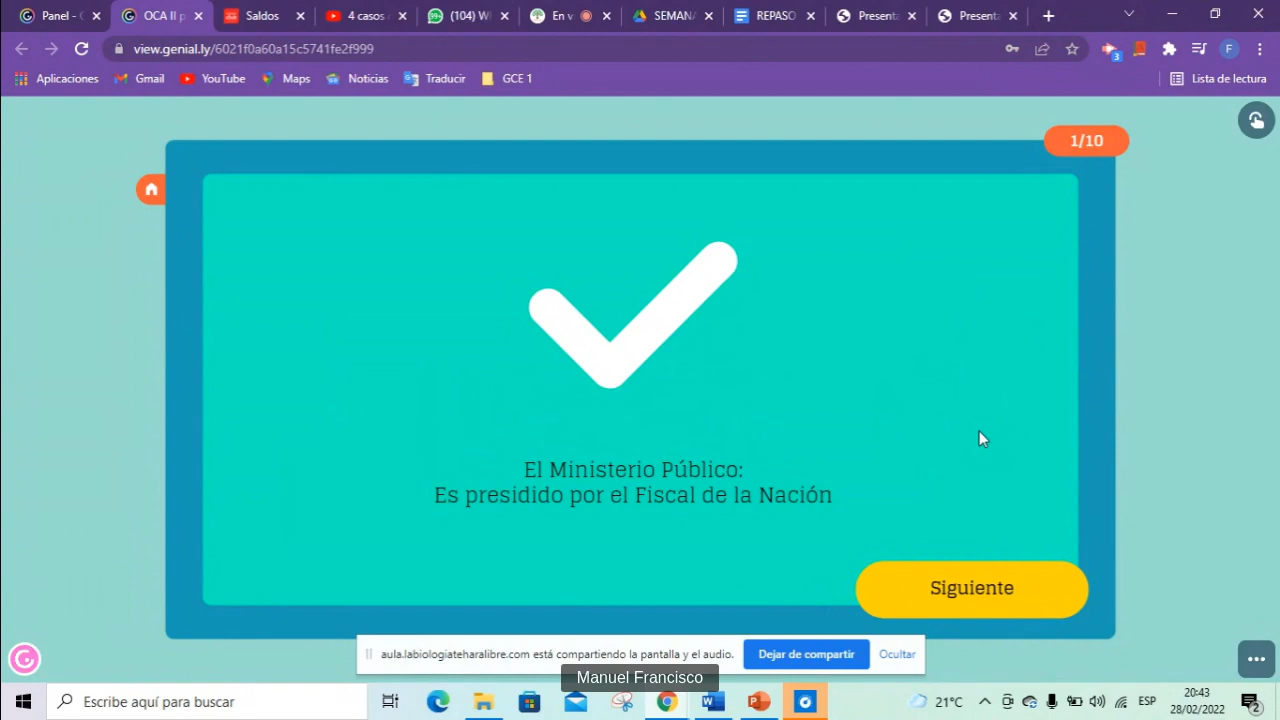 Panel - G
OCA II p
Saldos
4 casos
(104) W
En v
SEMANA
REPASO
Presenta
Presenta
view.genial.ly/6021f0a60a15c5741fe2f999
3
F
Aplicaciones
Gmail
YouTube
Maps
Noticias
Traducir
GCE 1
Lista de lectura
1/10
El Ministerio Público:
Es presidido por el Fiscal de la Nación
Siguiente
aula.labiologiateharalibre.com está compartiendo la pantalla y el audio.
Dejar de compartir
Ocultar
Manuel Francisco
Escribe aquí para buscar
21°C
ESP
20:43
28/02/2022
2